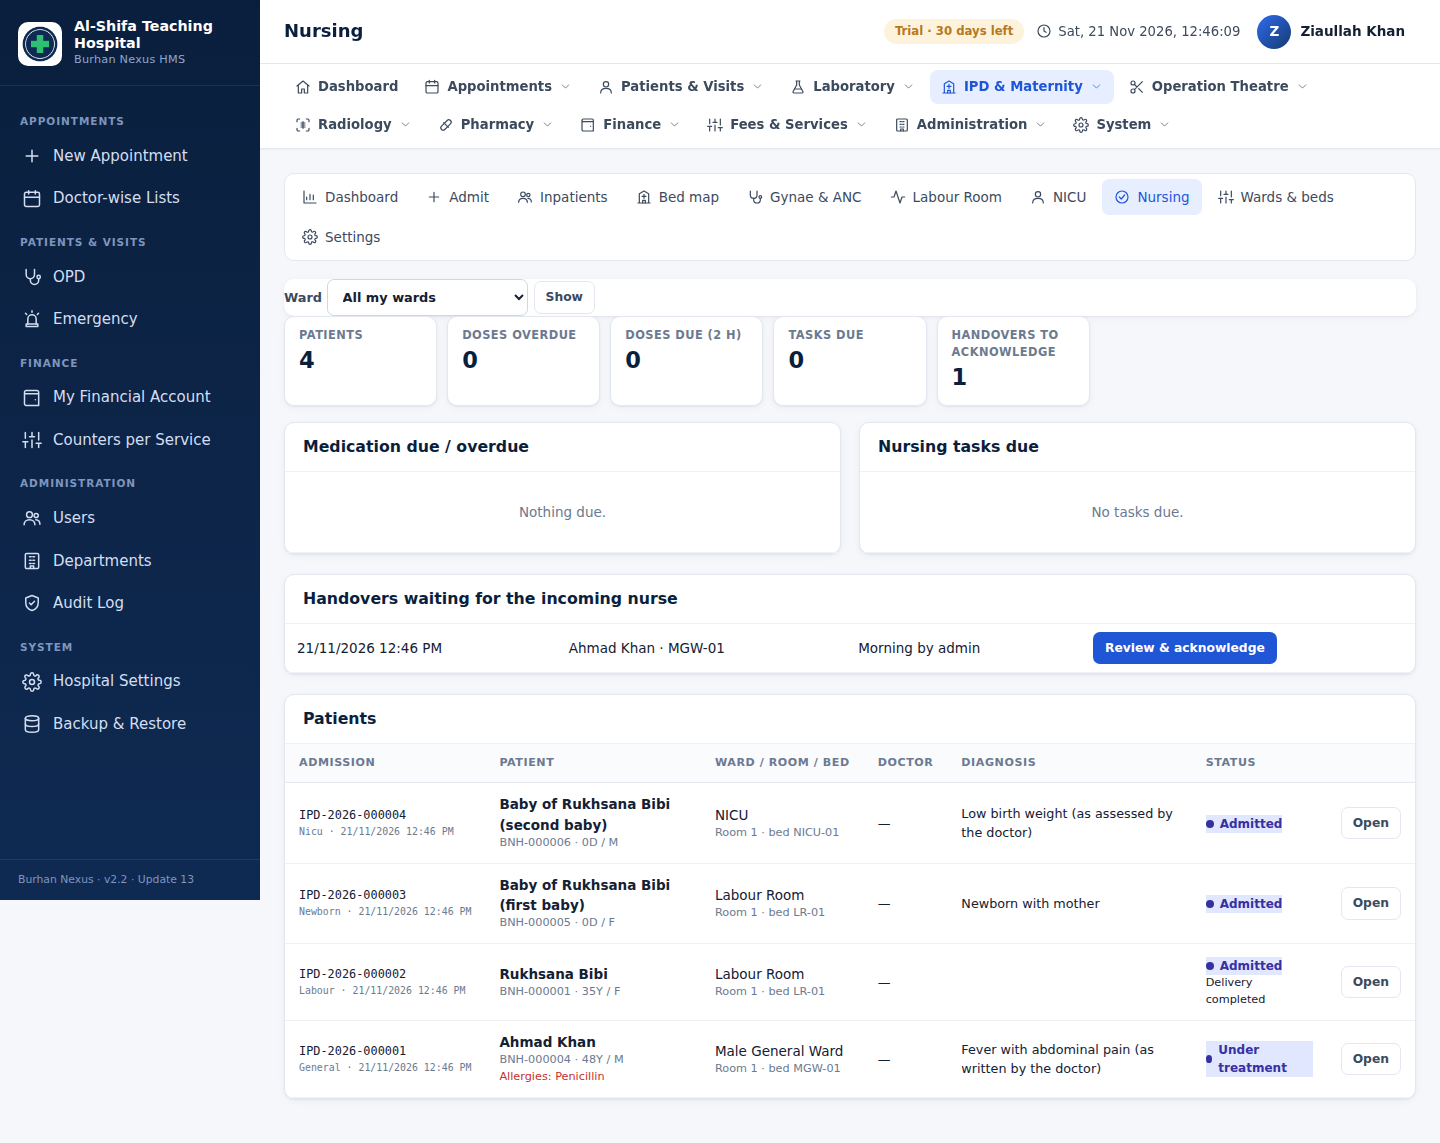 Al-Shifa Teaching
Hospital
Burhan Nexus HMS
APPOINTMENTS
New Appointment
Doctor-wise Lists
PATIENTS & VISITS
OPD
Emergency
FINANCE
My Financial Account
Counters per Service
ADMINISTRATION
Users
Departments
Audit Log
SYSTEM
Hospital Settings
Backup & Restore
Burhan Nexus · v2.2 · Update 13
Nursing
Trial · 30 days left
Sat, 21 Nov 2026, 12:46:09
Z
Ziaullah Khan
Dashboard Appointments Patients & Visits Laboratory IPD & Maternity Operation Theatre
Radiology Pharmacy Finance Fees & Services Administration System
Dashboard Admit Inpatients Bed map Gynae & ANC Labour Room NICU Nursing Wards & beds
Settings
Ward All my wards Show
PATIENTS
4
DOSES OVERDUE
0
DOSES DUE (2 H)
0
TASKS DUE
0
HANDOVERS TO
ACKNOWLEDGE
1
Medication due / overdue
Nothing due.
Nursing tasks due
No tasks due.
Handovers waiting for the incoming nurse
21/11/2026 12:46 PM Ahmad Khan · MGW-01 Morning by admin Review & acknowledge
Patients
ADMISSION PATIENT WARD / ROOM / BED DOCTOR DIAGNOSIS STATUS
IPD-2026-000004
Nicu · 21/11/2026 12:46 PM
Baby of Rukhsana Bibi
(second baby)
BNH-000006 · 0D / M
NICU
Room 1 · bed NICU-01
—
Low birth weight (as assessed by
the doctor)
Admitted
Open
IPD-2026-000003
Newborn · 21/11/2026 12:46 PM
Baby of Rukhsana Bibi
(first baby)
BNH-000005 · 0D / F
Labour Room
Room 1 · bed LR-01
—
Newborn with mother
Admitted
Open
IPD-2026-000002
Labour · 21/11/2026 12:46 PM
Rukhsana Bibi
BNH-000001 · 35Y / F
Labour Room
Room 1 · bed LR-01
—
Admitted
Delivery
completed
Open
IPD-2026-000001
General · 21/11/2026 12:46 PM
Ahmad Khan
BNH-000004 · 48Y / M
Allergies: Penicillin
Male General Ward
Room 1 · bed MGW-01
—
Fever with abdominal pain (as
written by the doctor)
Under
treatment
Open